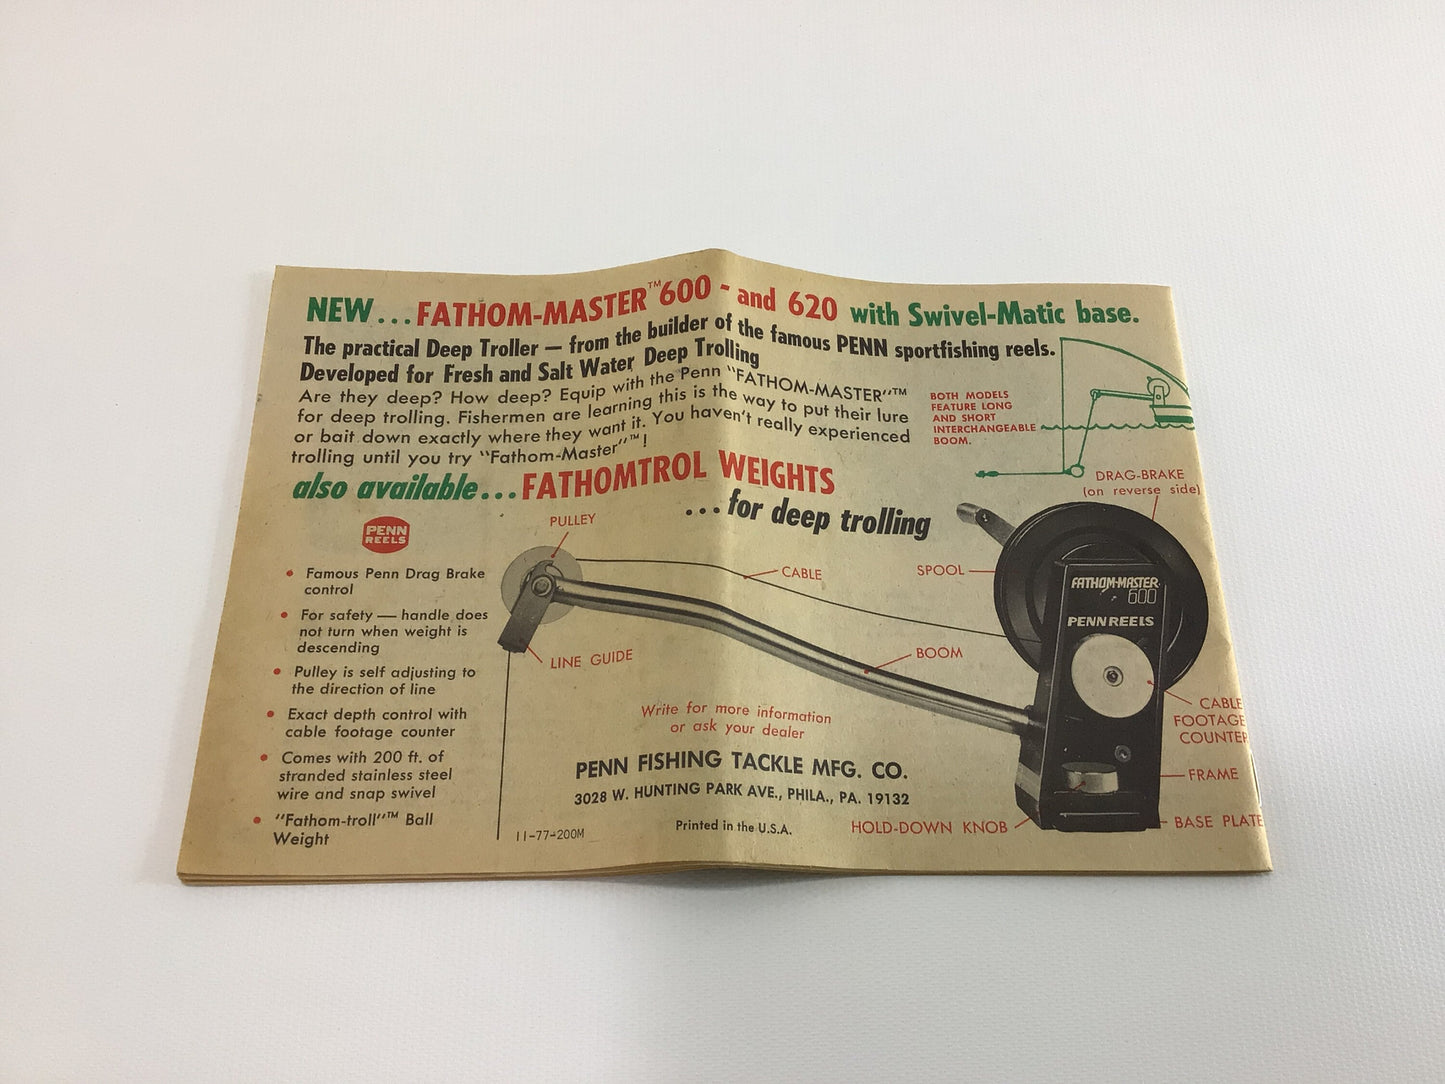 NEW...FATHOM-MASTER™600 - and 620 with Swivel-Matic base.
The practical Deep Troller — from the builder of the famous PENN sportfishing reels.
Developed for Fresh and Salt Water Deep Trolling
Are they deep? How deep? Equip with the Penn "FATHOM-MASTER"™
for deep trolling. Fishermen are learning this is the way to put their lure
or bait down exactly where they want it. You haven't really experienced
trolling until you try "Fathom-Master"™!
BOTH MODELS
FEATURE LONG
AND SHORT
INTERCHANGEABLE
BOOM.
also available...FATHOMTROL WEIGHTS
...for deep trolling
PENN
REELS
• Famous Penn Drag Brake
control
• For safety — handle does
not turn when weight is
descending
• Pulley is self adjusting to
the direction of line
• Exact depth control with
cable footage counter
• Comes with 200 ft. of
stranded stainless steel
wire and snap swivel
• "Fathom-troll"™ Ball
Weight
PULLEY
CABLE
LINE GUIDE
BOOM
SPOOL
DRAG-BRAKE
(on reverse side)
FATHOM-MASTER
600
PENN REELS
CABLE
FOOTAGE
COUNTER
FRAME
BASE PLATE
HOLD-DOWN KNOB
Write for more information
or ask your dealer
PENN FISHING TACKLE MFG. CO.
3028 W. HUNTING PARK AVE., PHILA., PA. 19132
11-77-200M
Printed in the U.S.A.